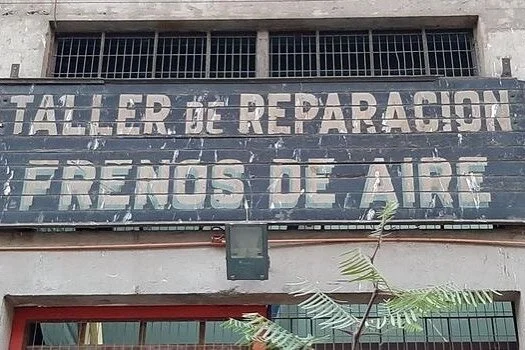 TALLER DE REPARACION
FRENOS DE AIRE